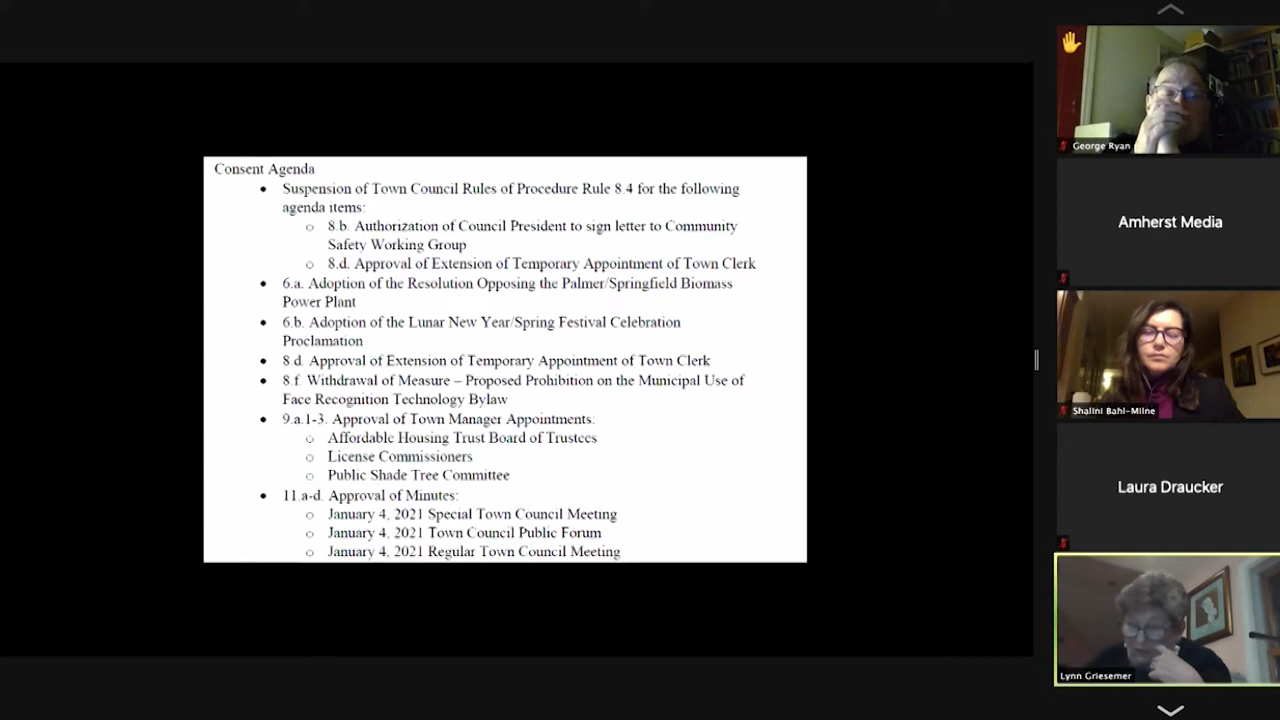 Consent Agenda
• Suspension of Town Council Rules of Procedure Rule 8.4 for the following
agenda items:
○ 8.b. Authorization of Council President to sign letter to Community
Safety Working Group
○ 8.d. Approval of Extension of Temporary Appointment of Town Clerk
• 6.a. Adoption of the Resolution Opposing the Palmer/Springfield Biomass
Power Plant
• 6.b. Adoption of the Lunar New Year/Spring Festival Celebration
Proclamation
• 8.d. Approval of Extension of Temporary Appointment of Town Clerk
• 8.f. Withdrawal of Measure – Proposed Prohibition on the Municipal Use of
Face Recognition Technology Bylaw
• 9.a.1-3. Approval of Town Manager Appointments:
○ Affordable Housing Trust Board of Trustees
○ License Commissioners
○ Public Shade Tree Committee
• 11.a-d. Approval of Minutes:
○ January 4, 2021 Special Town Council Meeting
○ January 4, 2021 Town Council Public Forum
○ January 4, 2021 Regular Town Council Meeting
George Ryan
Amherst Media
Shalini Bahl-Milne
Laura Draucker
Lynn Griesemer